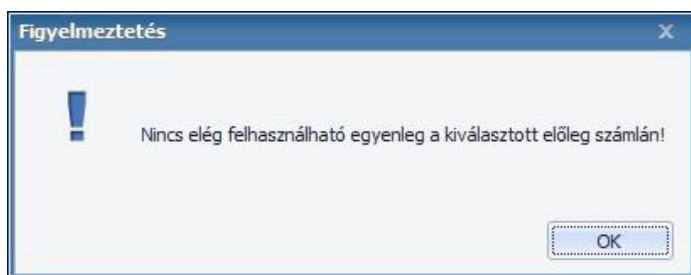 Figyelmeztetés
Nincs elég felhasználható egyenleg a kiválasztott előleg számlán!
OK